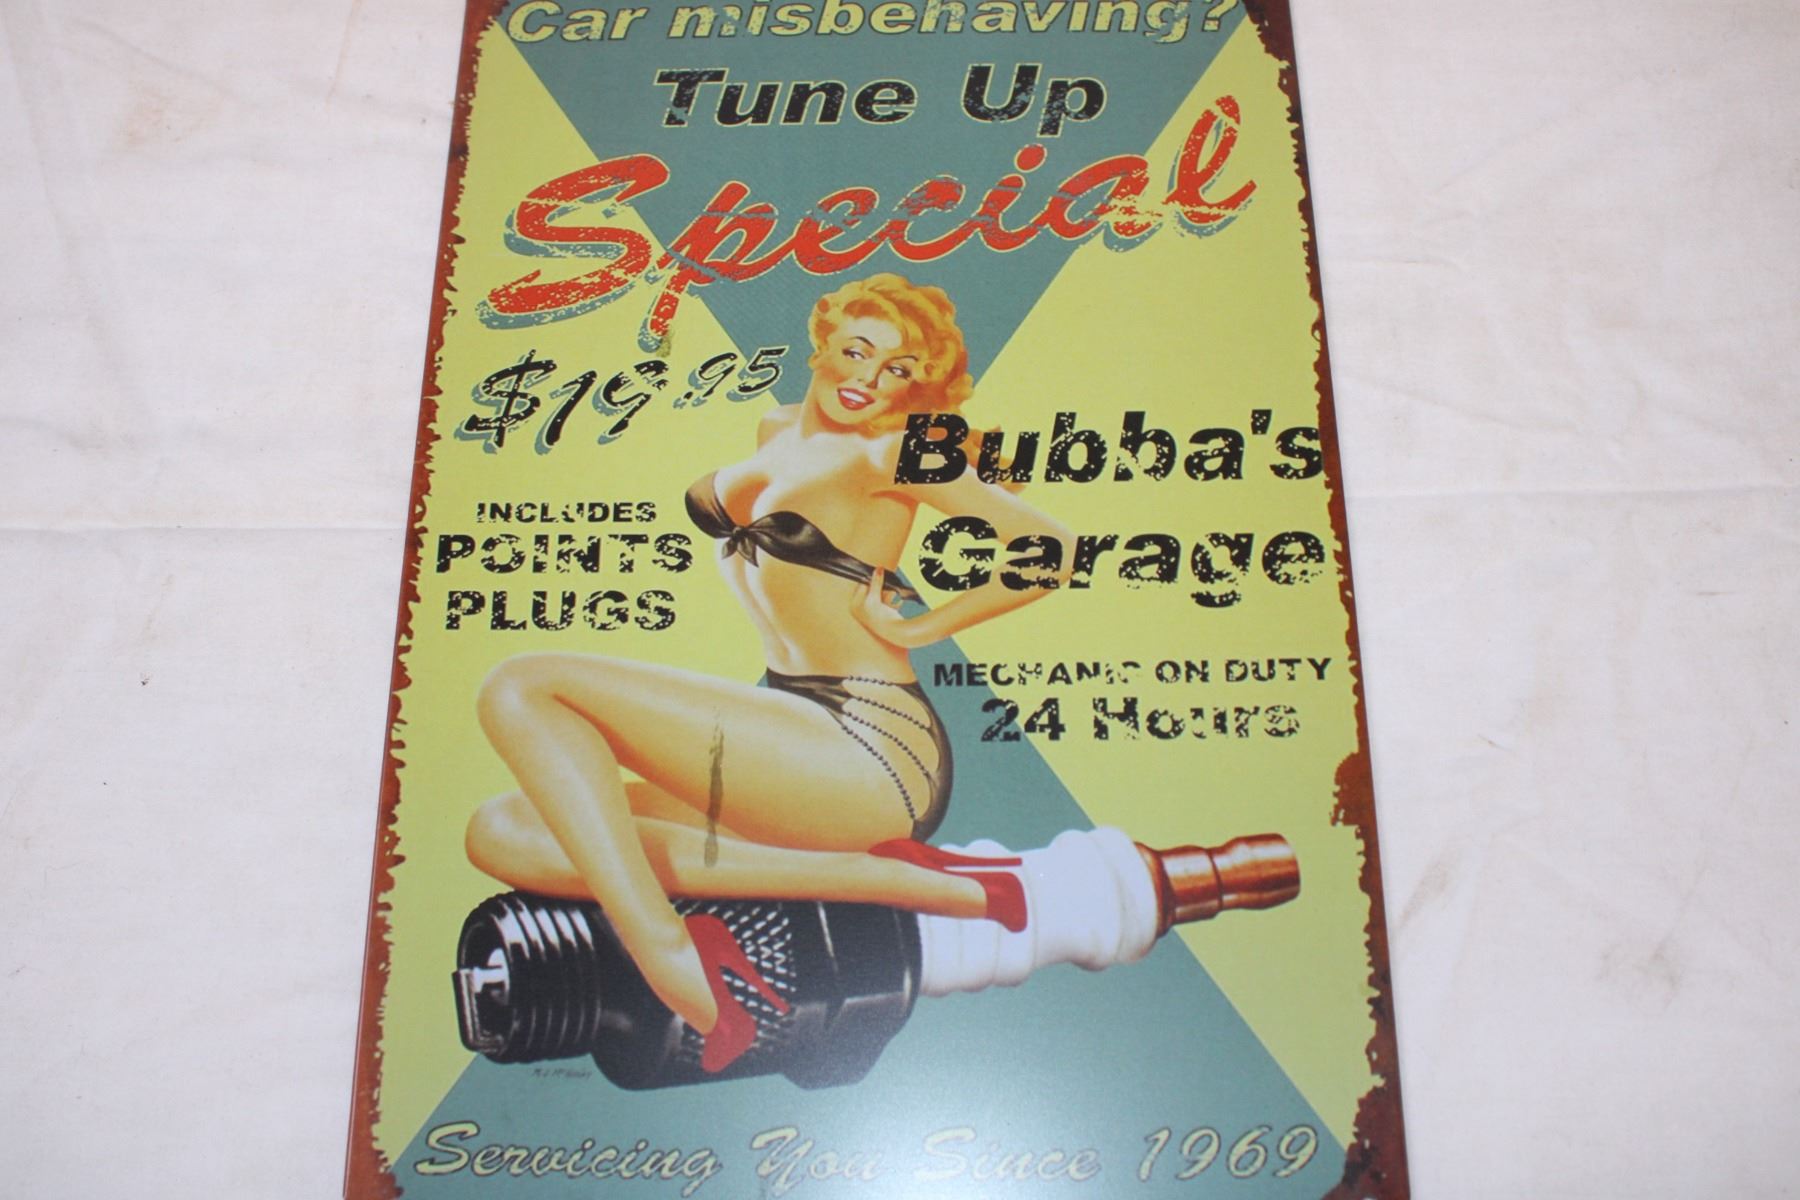 Car misbehaving?
Tune Up
Special
$19.95
INCLUDES
POINTS
PLUGS
Bubba's
Garage
MECHANIC ON DUTY
24 Hours
Servicing You Since 1969